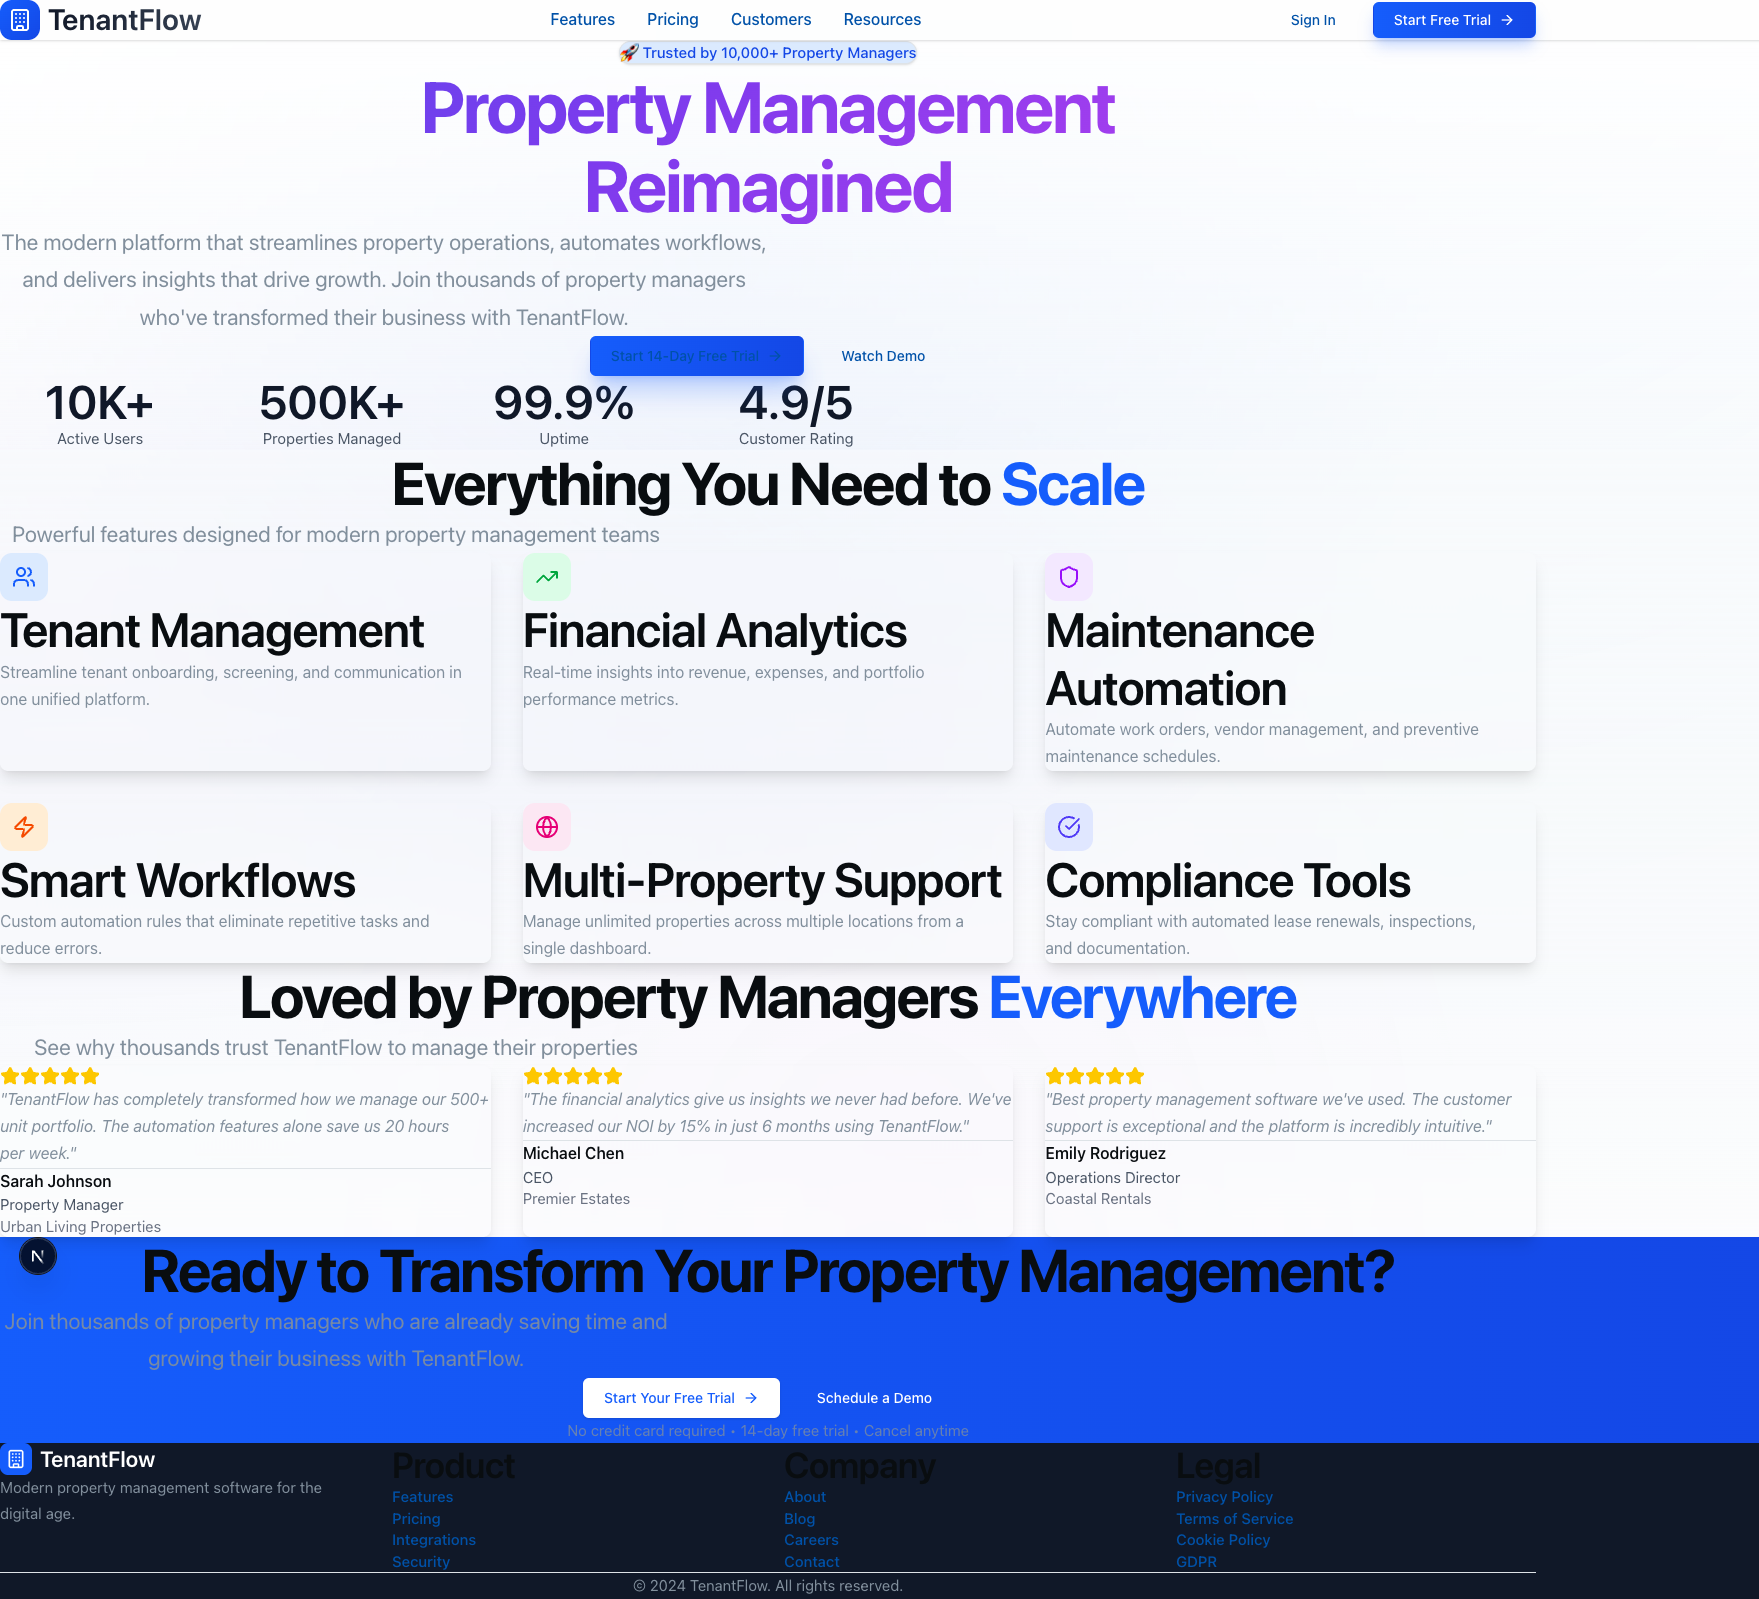 TenantFlow
Features Pricing Customers Resources
Sign In
Start Free Trial →
🚀 Trusted by 10,000+ Property Managers
Property Management
Reimagined
The modern platform that streamlines property operations, automates workflows,
and delivers insights that drive growth. Join thousands of property managers
who've transformed their business with TenantFlow.
Start 14-Day Free Trial →
Watch Demo
10K+
Active Users
500K+
Properties Managed
99.9%
Uptime
4.9/5
Customer Rating
Everything You Need to Scale
Powerful features designed for modern property management teams
Tenant Management
Streamline tenant onboarding, screening, and communication in
one unified platform.
Financial Analytics
Real-time insights into revenue, expenses, and portfolio
performance metrics.
Maintenance
Automation
Automate work orders, vendor management, and preventive
maintenance schedules.
Smart Workflows
Custom automation rules that eliminate repetitive tasks and
reduce errors.
Multi-Property Support
Manage unlimited properties across multiple locations from a
single dashboard.
Compliance Tools
Stay compliant with automated lease renewals, inspections,
and documentation.
Loved by Property Managers Everywhere
See why thousands trust TenantFlow to manage their properties
"TenantFlow has completely transformed how we manage our 500+
unit portfolio. The automation features alone save us 20 hours
per week."
Sarah Johnson
Property Manager
Urban Living Properties
"The financial analytics give us insights we never had before. We've
increased our NOI by 15% in just 6 months using TenantFlow."
Michael Chen
CEO
Premier Estates
"Best property management software we've used. The customer
support is exceptional and the platform is incredibly intuitive."
Emily Rodriguez
Operations Director
Coastal Rentals
N
Ready to Transform Your Property Management?
Join thousands of property managers who are already saving time and
growing their business with TenantFlow.
Start Your Free Trial →
Schedule a Demo
No credit card required • 14-day free trial • Cancel anytime
TenantFlow
Modern property management software for the
digital age.
Product
Features
Pricing
Integrations
Security
Company
About
Blog
Careers
Contact
Legal
Privacy Policy
Terms of Service
Cookie Policy
GDPR
© 2024 TenantFlow. All rights reserved.